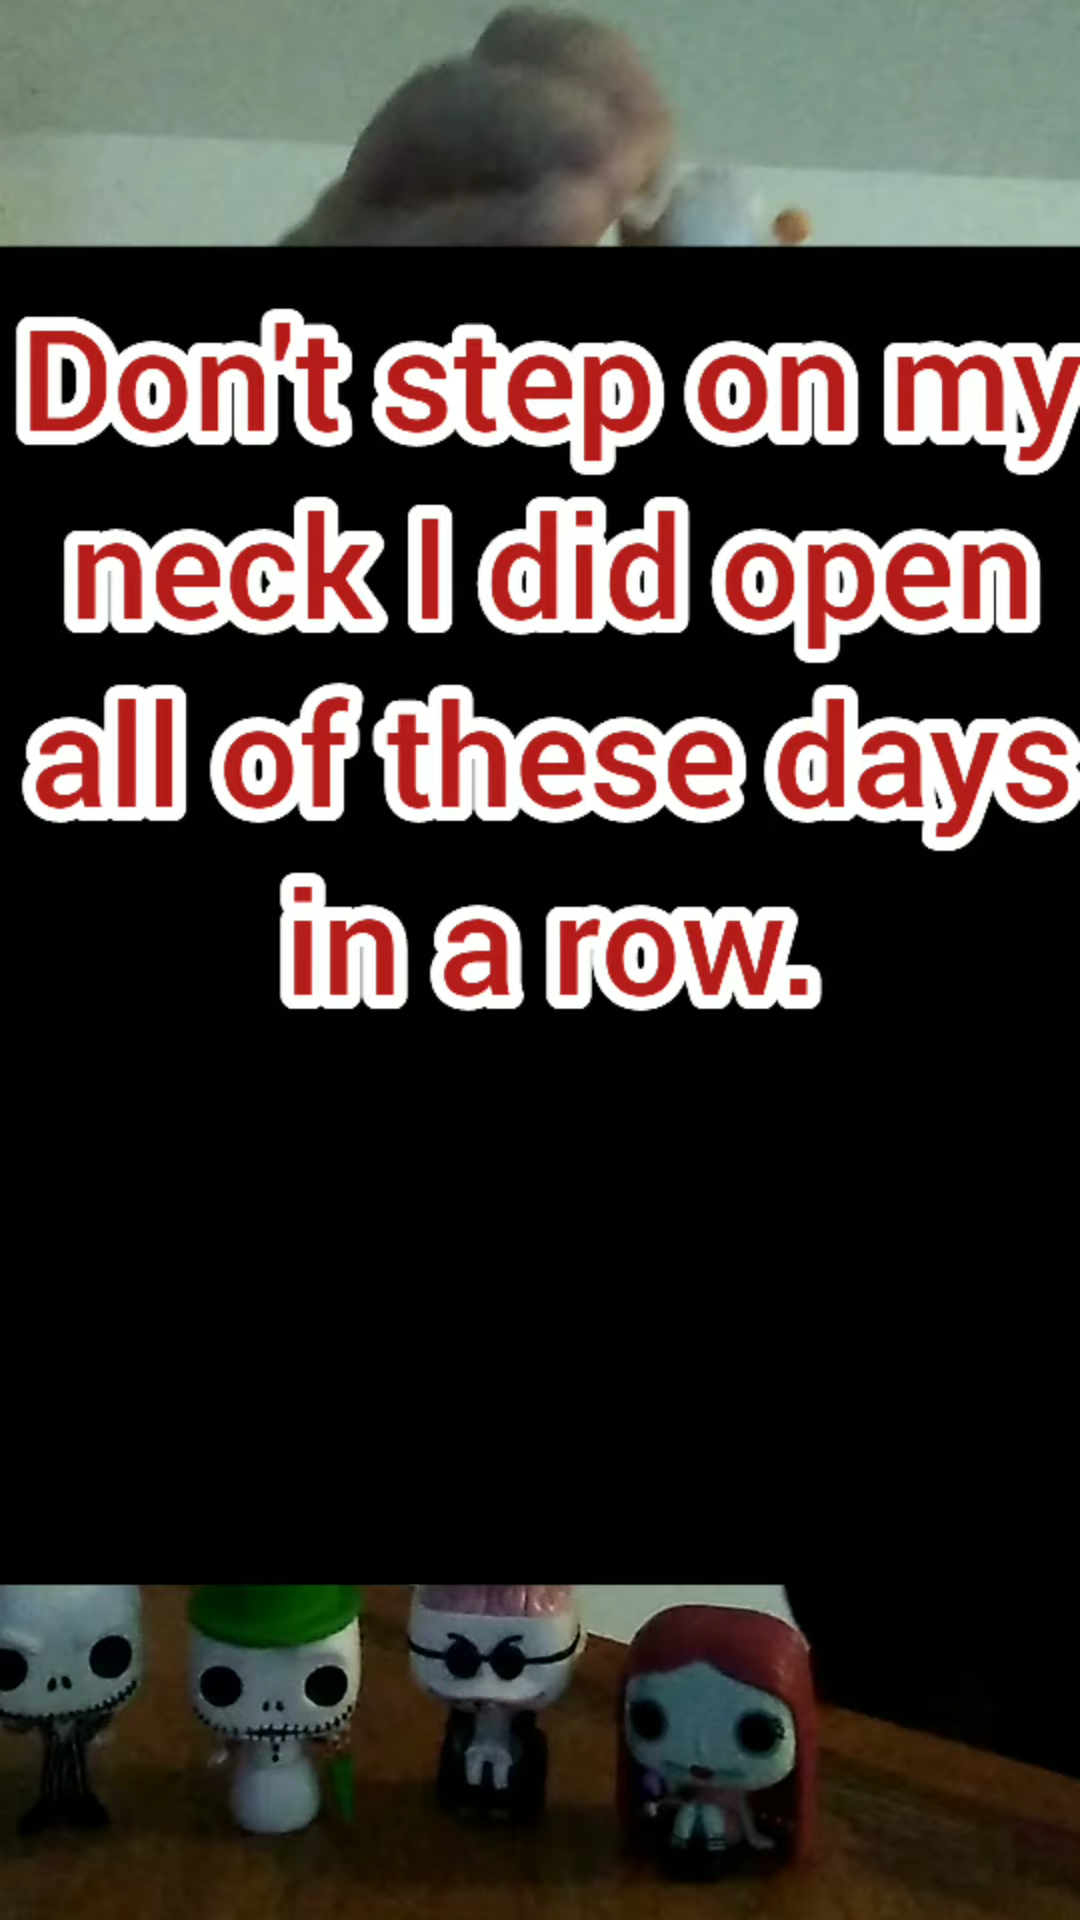 Don't step on my
neck I did open
all of these days
in a row.